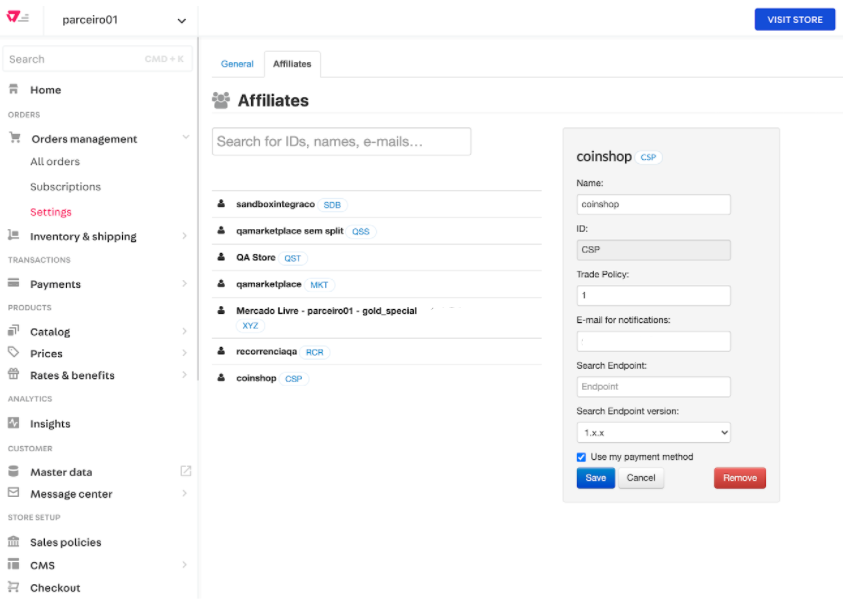 parceiro01
VISIT STORE
Search CMD + K
Home
ORDERS
Orders management
All orders
Subscriptions
Settings
Inventory & shipping
TRANSACTIONS
Payments
PRODUCTS
Catalog
Prices
Rates & benefits
ANALYTICS
Insights
CUSTOMER
Master data
Message center
STORE SETUP
Sales policies
CMS
Checkout
General Affiliates
Affiliates
Search for IDs, names, e-mails...
sandboxintegraco SDB
qamarketplace sem split QSS
QA Store QST
qamarketplace MKT
Mercado Livre - parceiro01 - gold_special
XYZ
recorrenciaqa RCR
coinshop CSP
coinshop CSP
Name:
coinshop
ID:
CSP
Trade Policy:
1
E-mail for notifications:
Search Endpoint:
Endpoint
Search Endpoint version:
1.x.x
Use my payment method
Save Cancel Remove